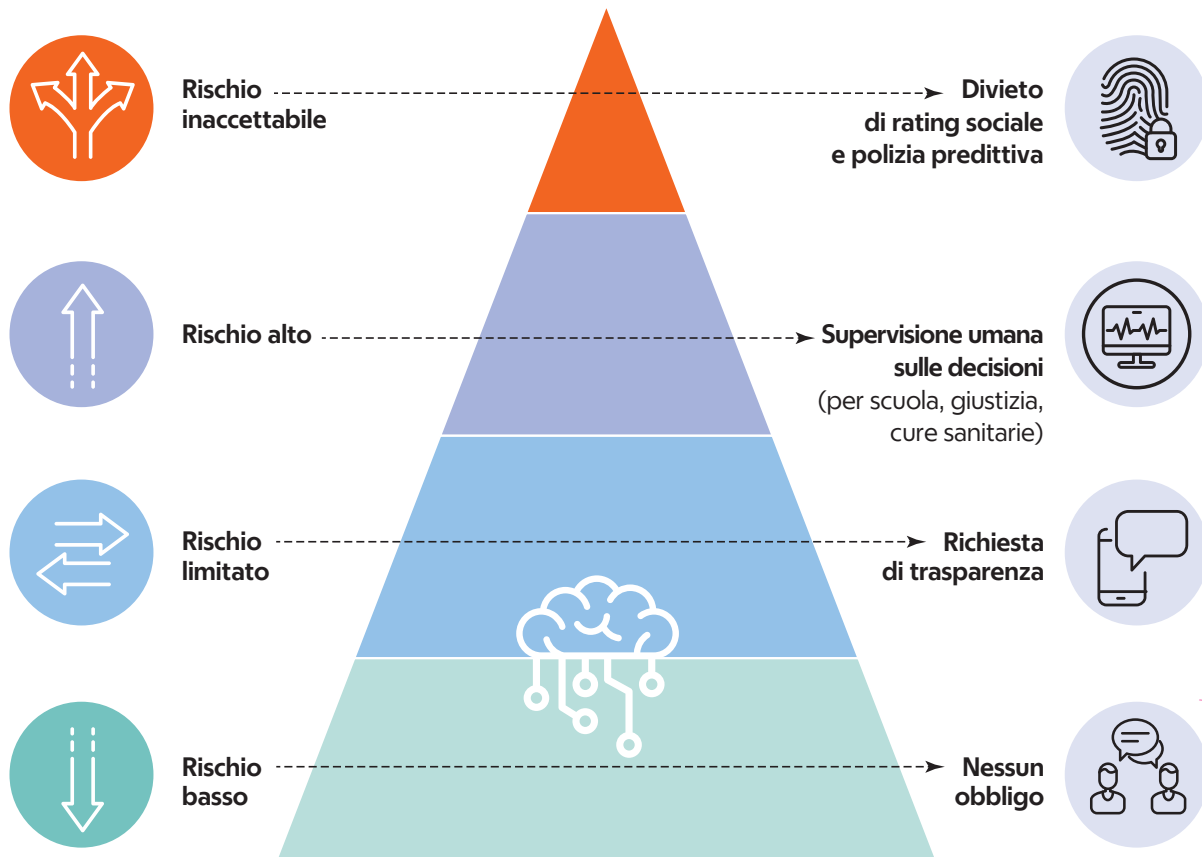 Rischio
inaccettabile
Divieto
di rating sociale
e polizia predittiva
Rischio alto
Supervisione umana
sulle decisioni
(per scuola, giustizia,
cure sanitarie)
Rischio
limitato
Richiesta
di trasparenza
Rischio
basso
Nessun
obbligo